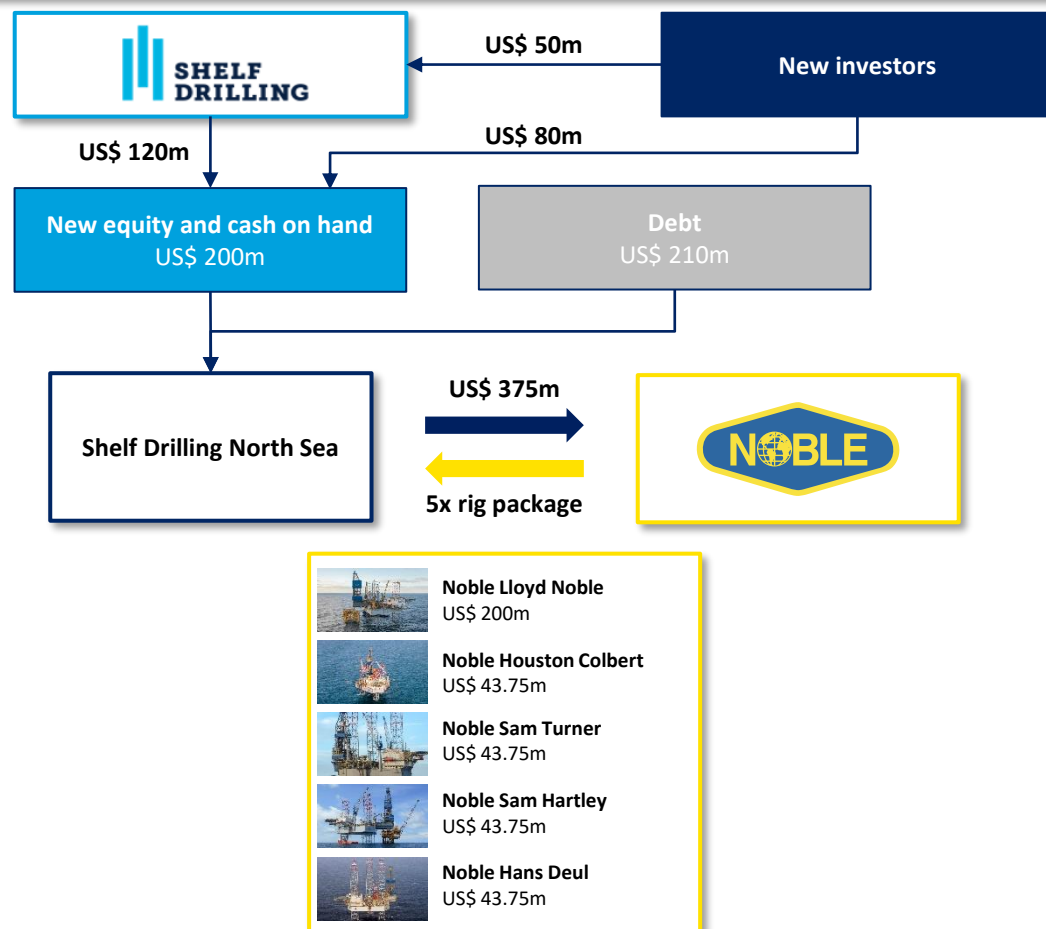 SHELF
DRILLING
US$ 50m
New investors
US$ 120m
US$ 80m
New equity and cash on hand
US$ 200m
Debt
US$ 210m
Shelf Drilling North Sea
US$ 375m
5x rig package
NOBLE
Noble Lloyd Noble
US$ 200m
Noble Houston Colbert
US$ 43.75m
Noble Sam Turner
US$ 43.75m
Noble Sam Hartley
US$ 43.75m
Noble Hans Deul
US$ 43.75m